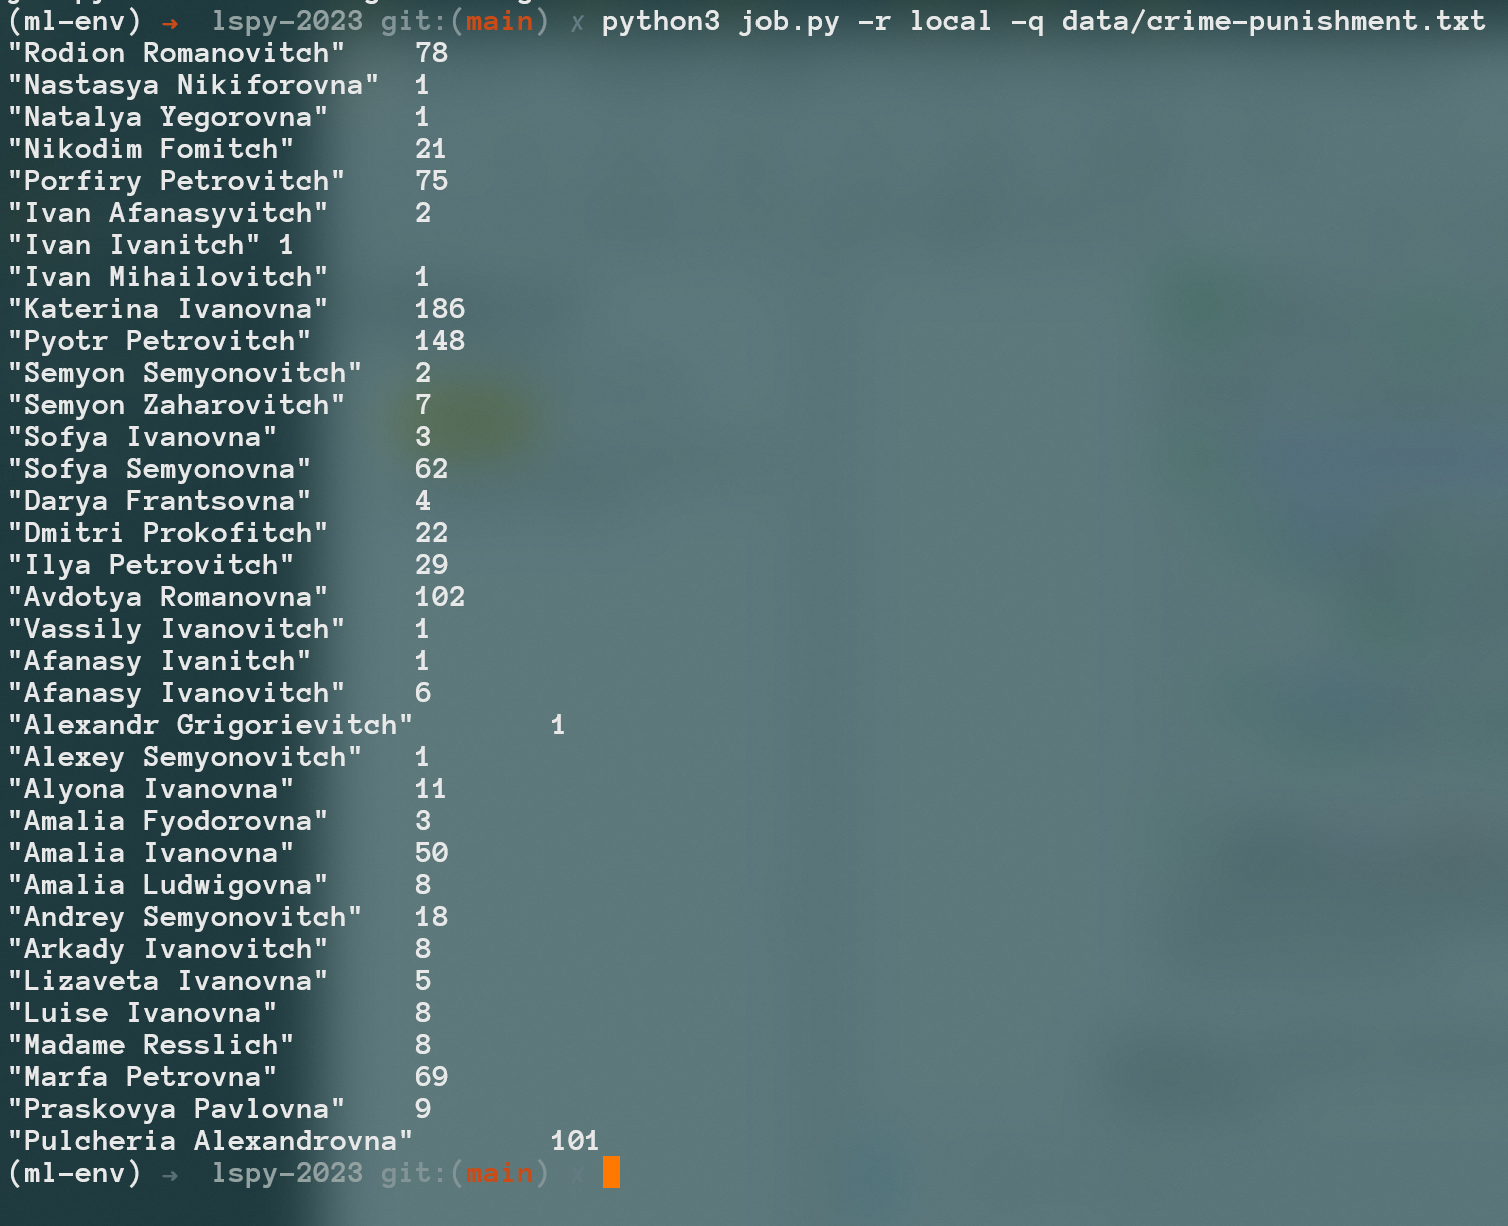 (ml-env) → lspy-2023 git:(main) ✗ python3 job.py -r local -q data/crime-punishment.txt
"Rodion Romanovitch" 78
"Nastasya Nikiforovna" 1
"Natalya Yegorovna" 1
"Nikodim Fomitch" 21
"Porfiry Petrovitch" 75
"Ivan Afanasyvitch" 2
"Ivan Ivanitch" 1
"Ivan Mihailovitch" 1
"Katerina Ivanovna" 186
"Pyotr Petrovitch" 148
"Semyon Semyonovitch" 2
"Semyon Zaharovitch" 7
"Sofya Ivanovna" 3
"Sofya Semyonovna" 62
"Darya Frantsovna" 4
"Dmitri Prokofitch" 22
"Ilya Petrovitch" 29
"Avdotya Romanovna" 102
"Vassily Ivanovitch" 1
"Afanasy Ivanitch" 1
"Afanasy Ivanovitch" 6
"Alexandr Grigorievitch" 1
"Alexey Semyonovitch" 1
"Alyona Ivanovna" 11
"Amalia Fyodorovna" 3
"Amalia Ivanovna" 50
"Amalia Ludwigovna" 8
"Andrey Semyonovitch" 18
"Arkady Ivanovitch" 8
"Lizaveta Ivanovna" 5
"Luise Ivanovna" 8
"Madame Resslich" 8
"Marfa Petrovna" 69
"Praskovya Pavlovna" 9
"Pulcheria Alexandrovna" 101
(ml-env) → lspy-2023 git:(main) ✗